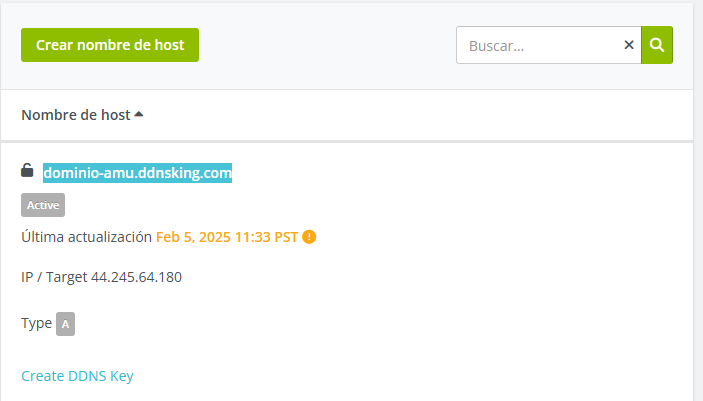 Crear nombre de host
Buscar...
Nombre de host
dominio-amu.ddnsking.com
Active
Última actualización Feb 5, 2025 11:33 PST
IP / Target 44.245.64.180
Type A
Create DDNS Key